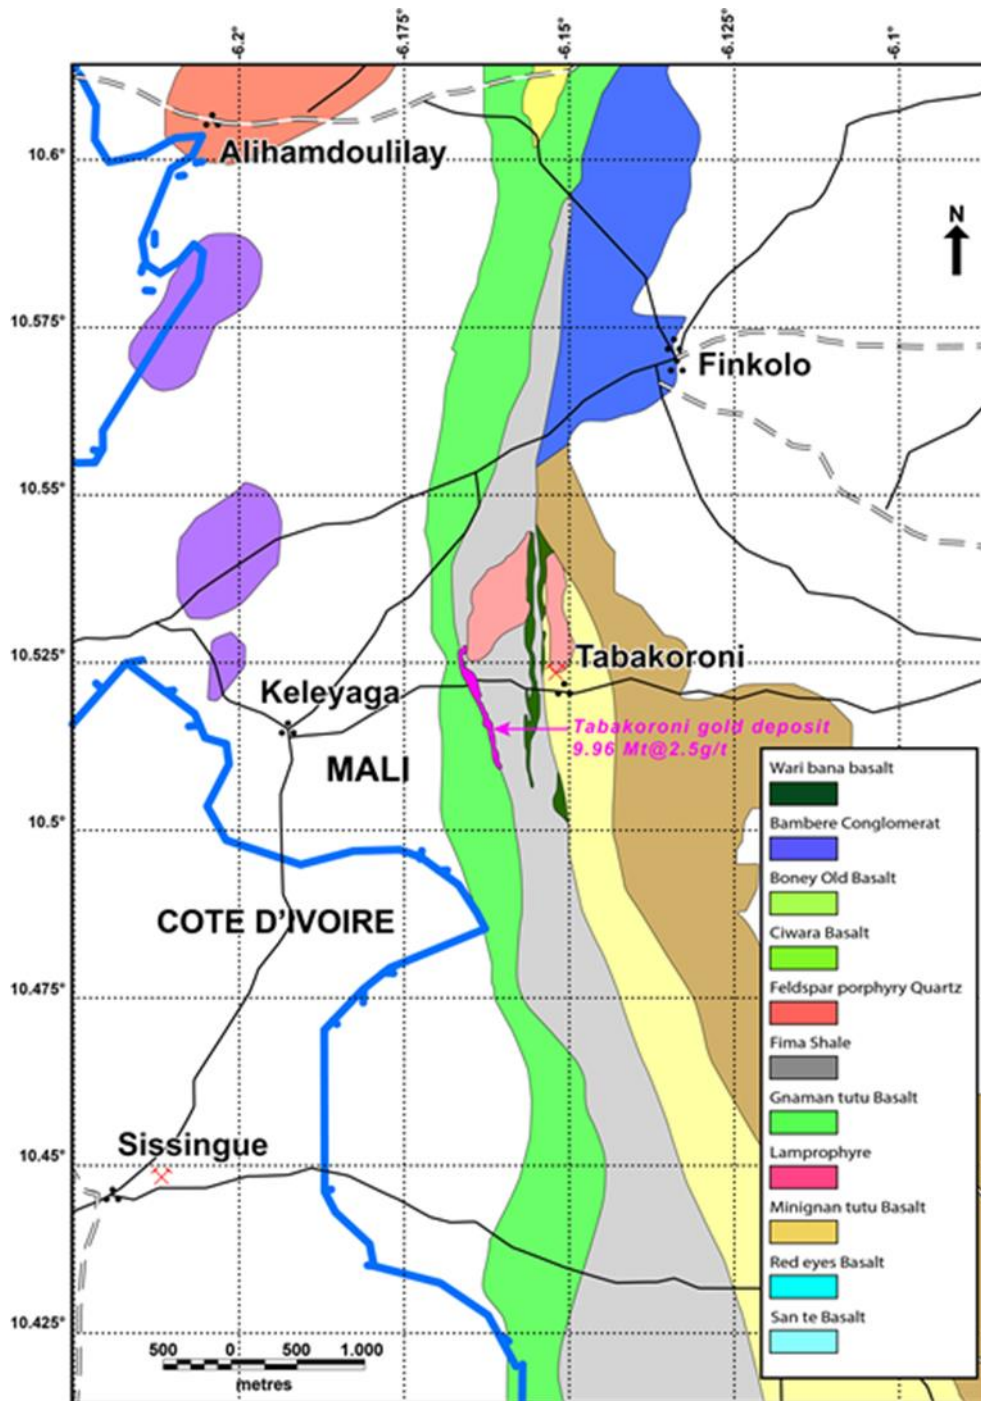 -6.2°
-6.175°
-6.15°
-6.125°
-6.1°
10.6°
Alihamdoulilay
N
10.575°
Finkolo
10.55°
10.525°
Tabakoroni
Keleyaga
Tabakoroni gold deposit
9.96 Mt@2.5g/t
MALI
10.5°
COTE D'IVOIRE
10.475°
Sissingue
10.45°
10.425°
500 0 500 1.000
metres
Wari bana basalt
Bambere Conglomerat
Boney Old Basalt
Ciwara Basalt
Feldspar porphyry Quartz
Fima Shale
Gnaman tutu Basalt
Lamprophyre
Minignan tutu Basalt
Red eyes Basalt
San te Basalt